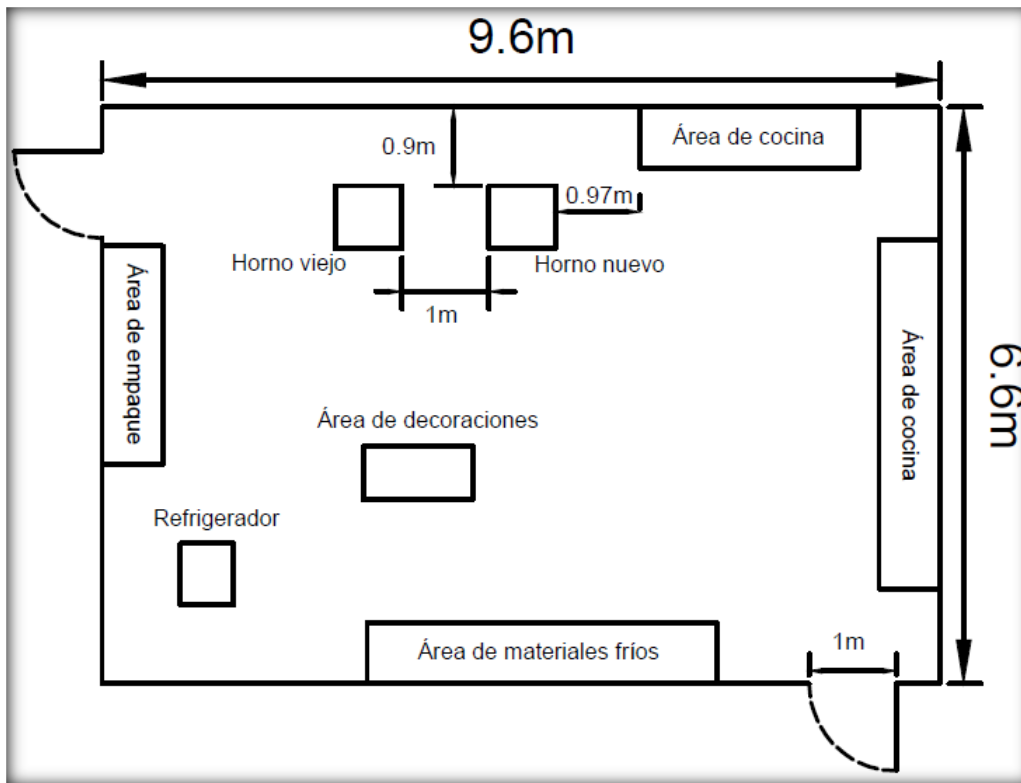 9.6m
Área de cocina
0.9m
0.97m
Horno viejo
Horno nuevo
1m
Área de empaque
Área de cocina
6.6m
Área de decoraciones
Refrigerador
Área de materiales fríos
1m